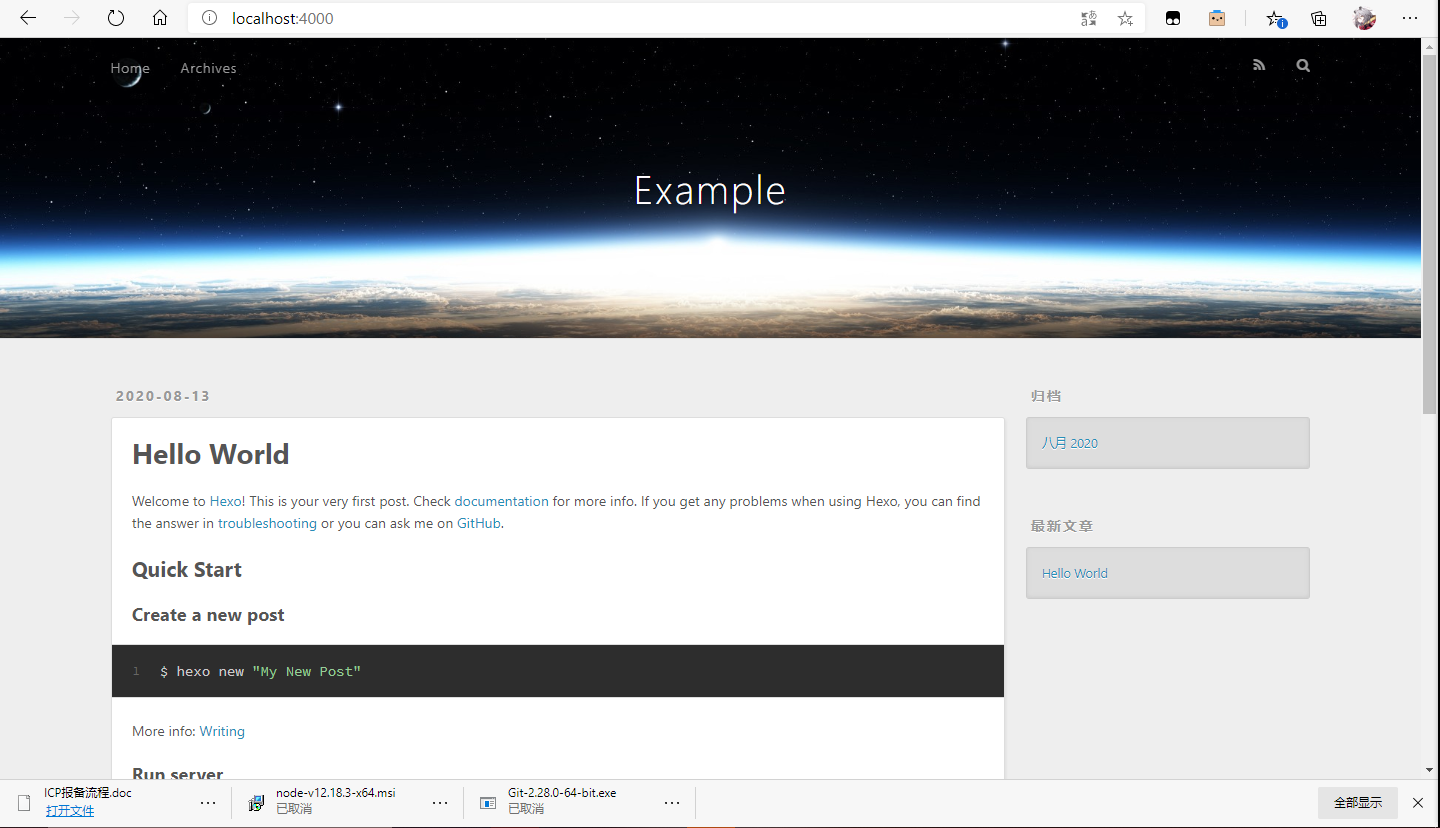 localhost:4000
Home Archives
Example
2020-08-13
Hello World
Welcome to Hexo! This is your very first post. Check documentation for more info. If you get any problems when using Hexo, you can find
the answer in troubleshooting or you can ask me on GitHub.
Quick Start
Create a new post
1 $ hexo new "My New Post"
More info: Writing
Run server
归档
八月 2020
最新文章
Hello World
ICP报备流程.doc
打开文件
node-v12.18.3-x64.msi
已取消
Git-2.28.0-64-bit.exe
已取消
全部显示